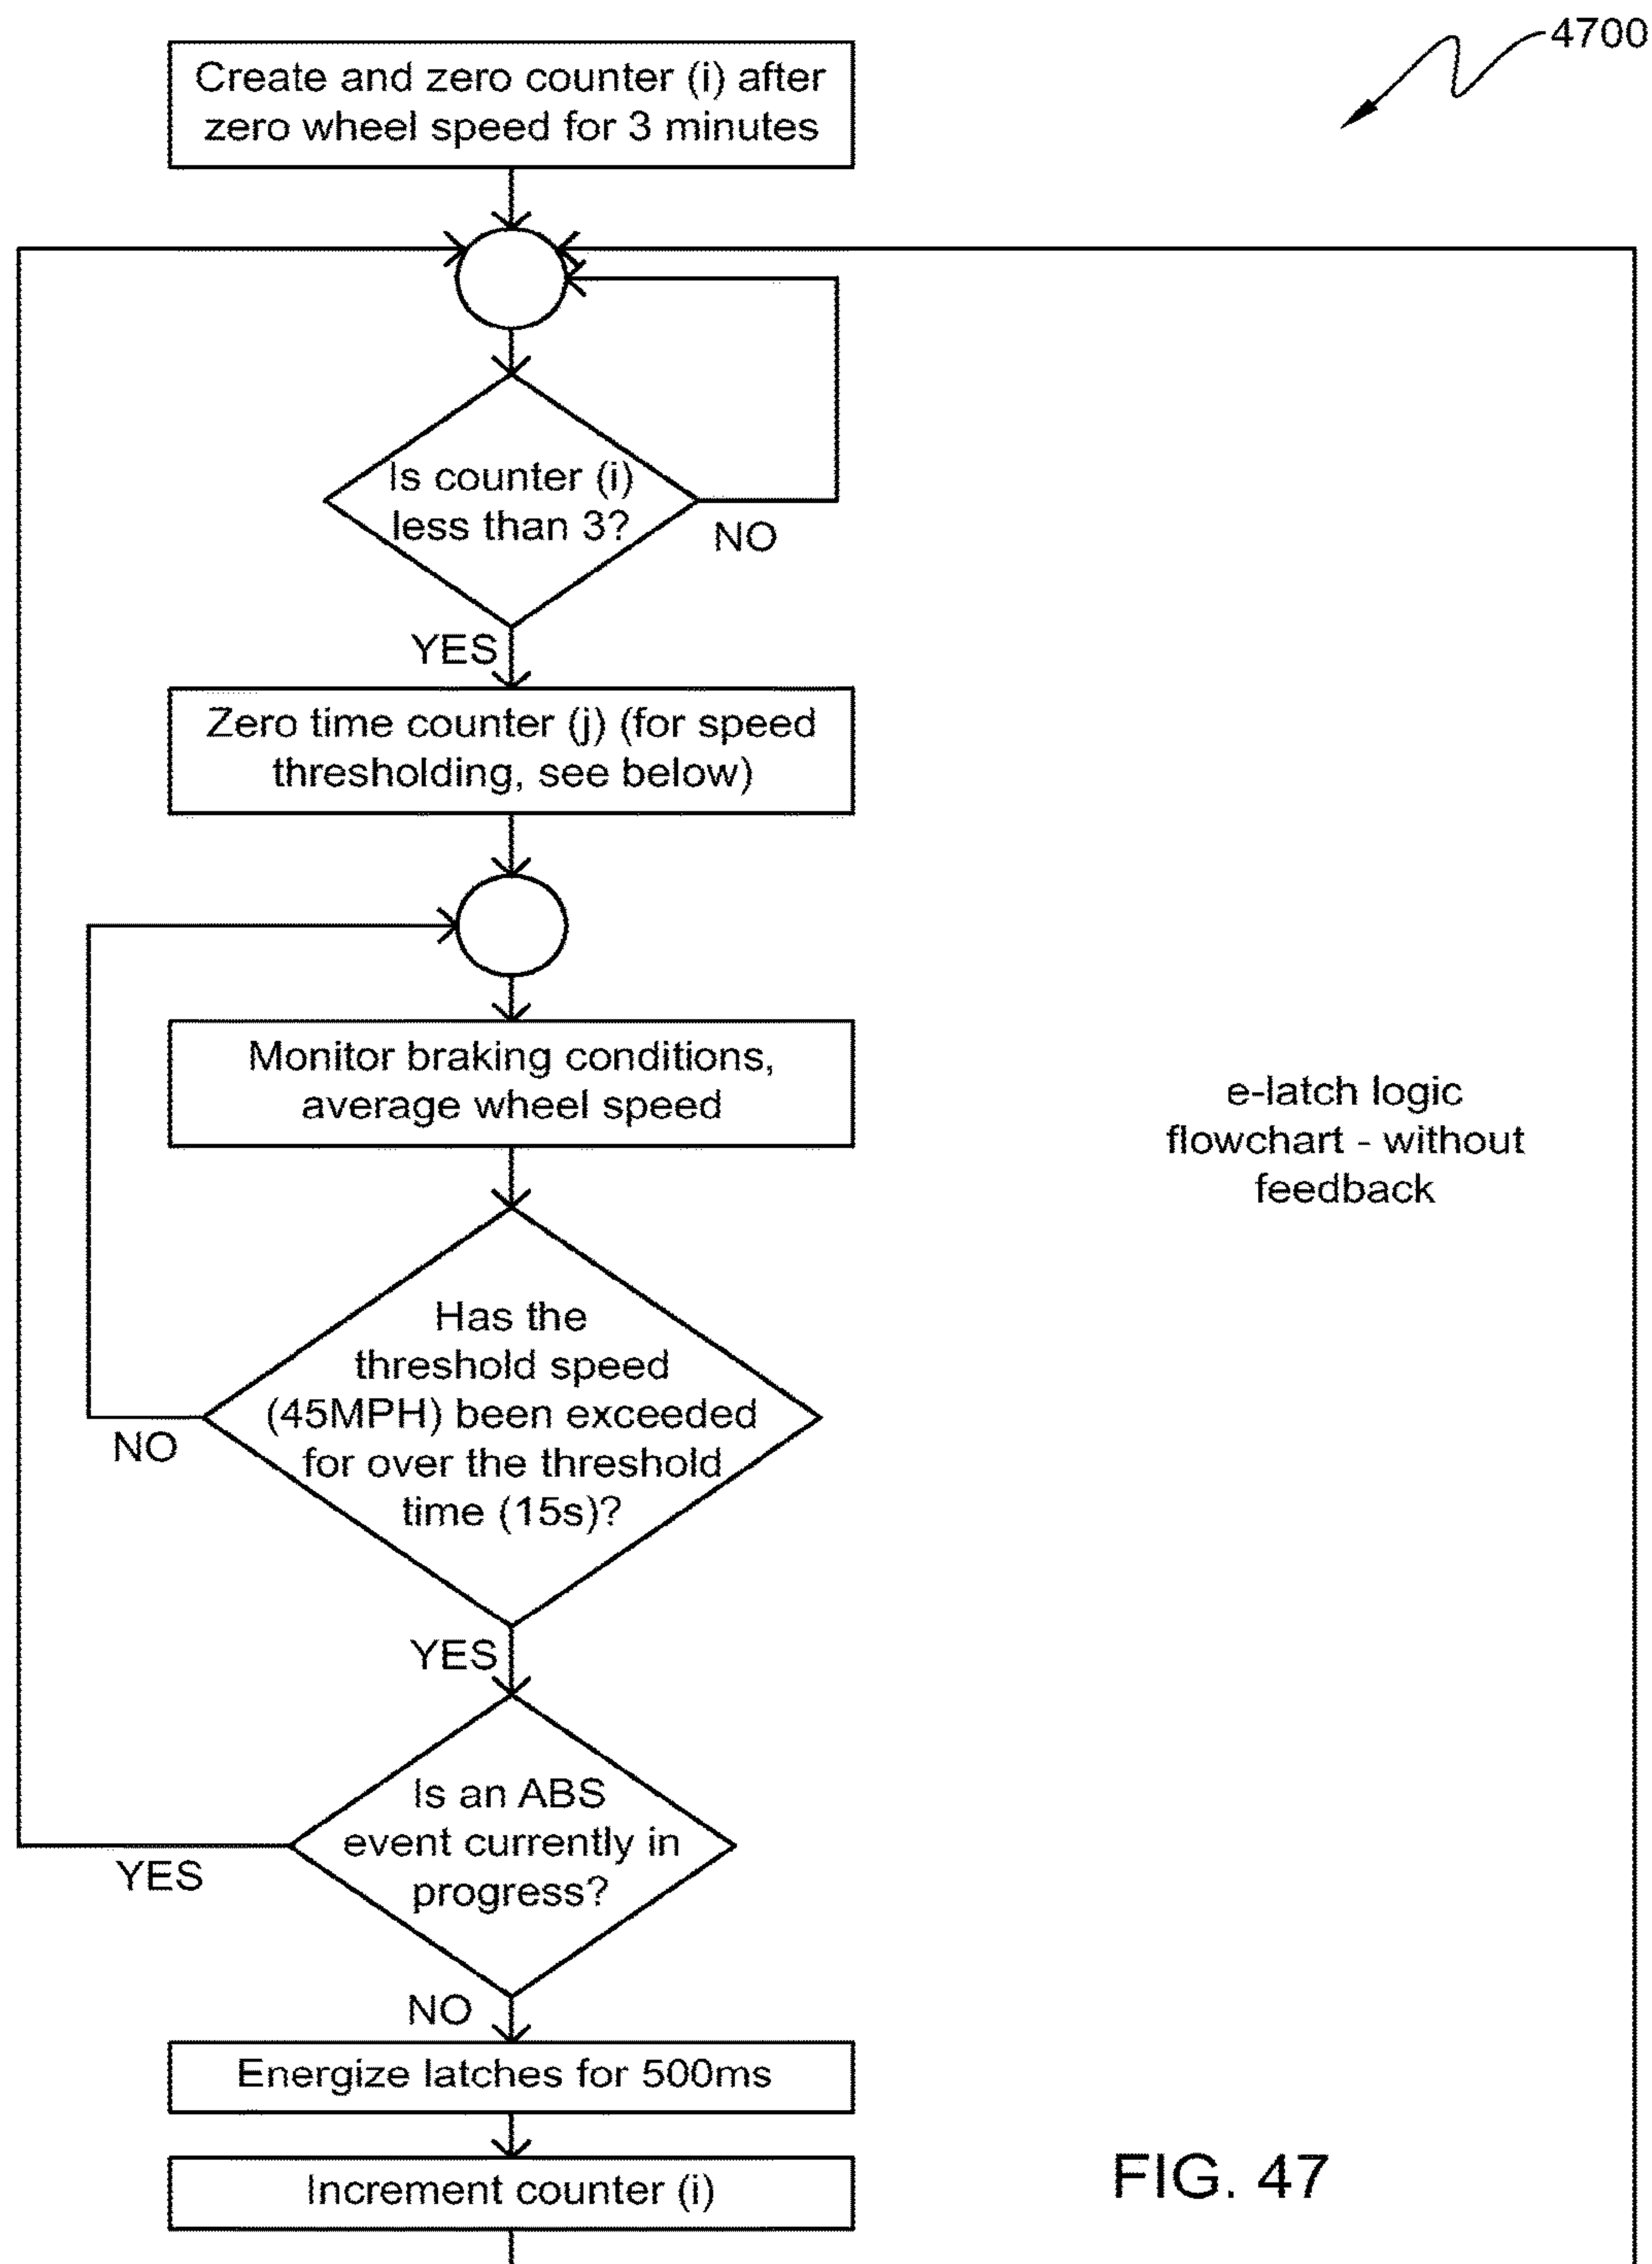 4700
Create and zero counter (i) after
zero wheel speed for 3 minutes
Is counter (i)
less than 3?
NO
YES
Zero time counter (j) (for speed
thresholding, see below)
Monitor braking conditions,
average wheel speed
e-latch logic
flowchart - without
feedback
Has the
threshold speed
(45MPH) been exceeded
for over the threshold
time (15s)?
NO
YES
Is an ABS
event currently in
progress?
YES
NO
Energize latches for 500ms
Increment counter (i)
FIG. 47